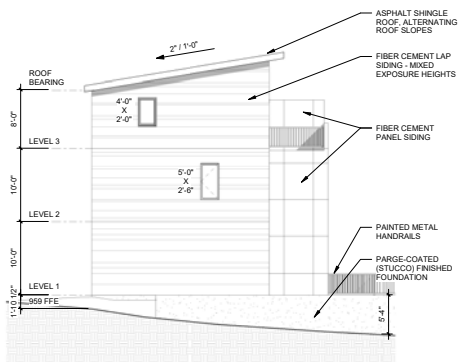 ASPHALT SHINGLE
ROOF, ALTERNATING
ROOF SLOPES
2" / 1'-0"
FIBER CEMENT LAP
SIDING - MIXED
EXPOSURE HEIGHTS
ROOF
BEARING
4'-0"
X
2'-0"
8'-0"
FIBER CEMENT
PANEL SIDING
LEVEL 3
5'-0"
X
2'-6"
10'-0"
LEVEL 2
PAINTED METAL
HANDRAILS
10'-0"
PARGE-COATED
(STUCCO) FINISHED
FOUNDATION
LEVEL 1
959 FFE
1'-10 1/2"
5'-4"